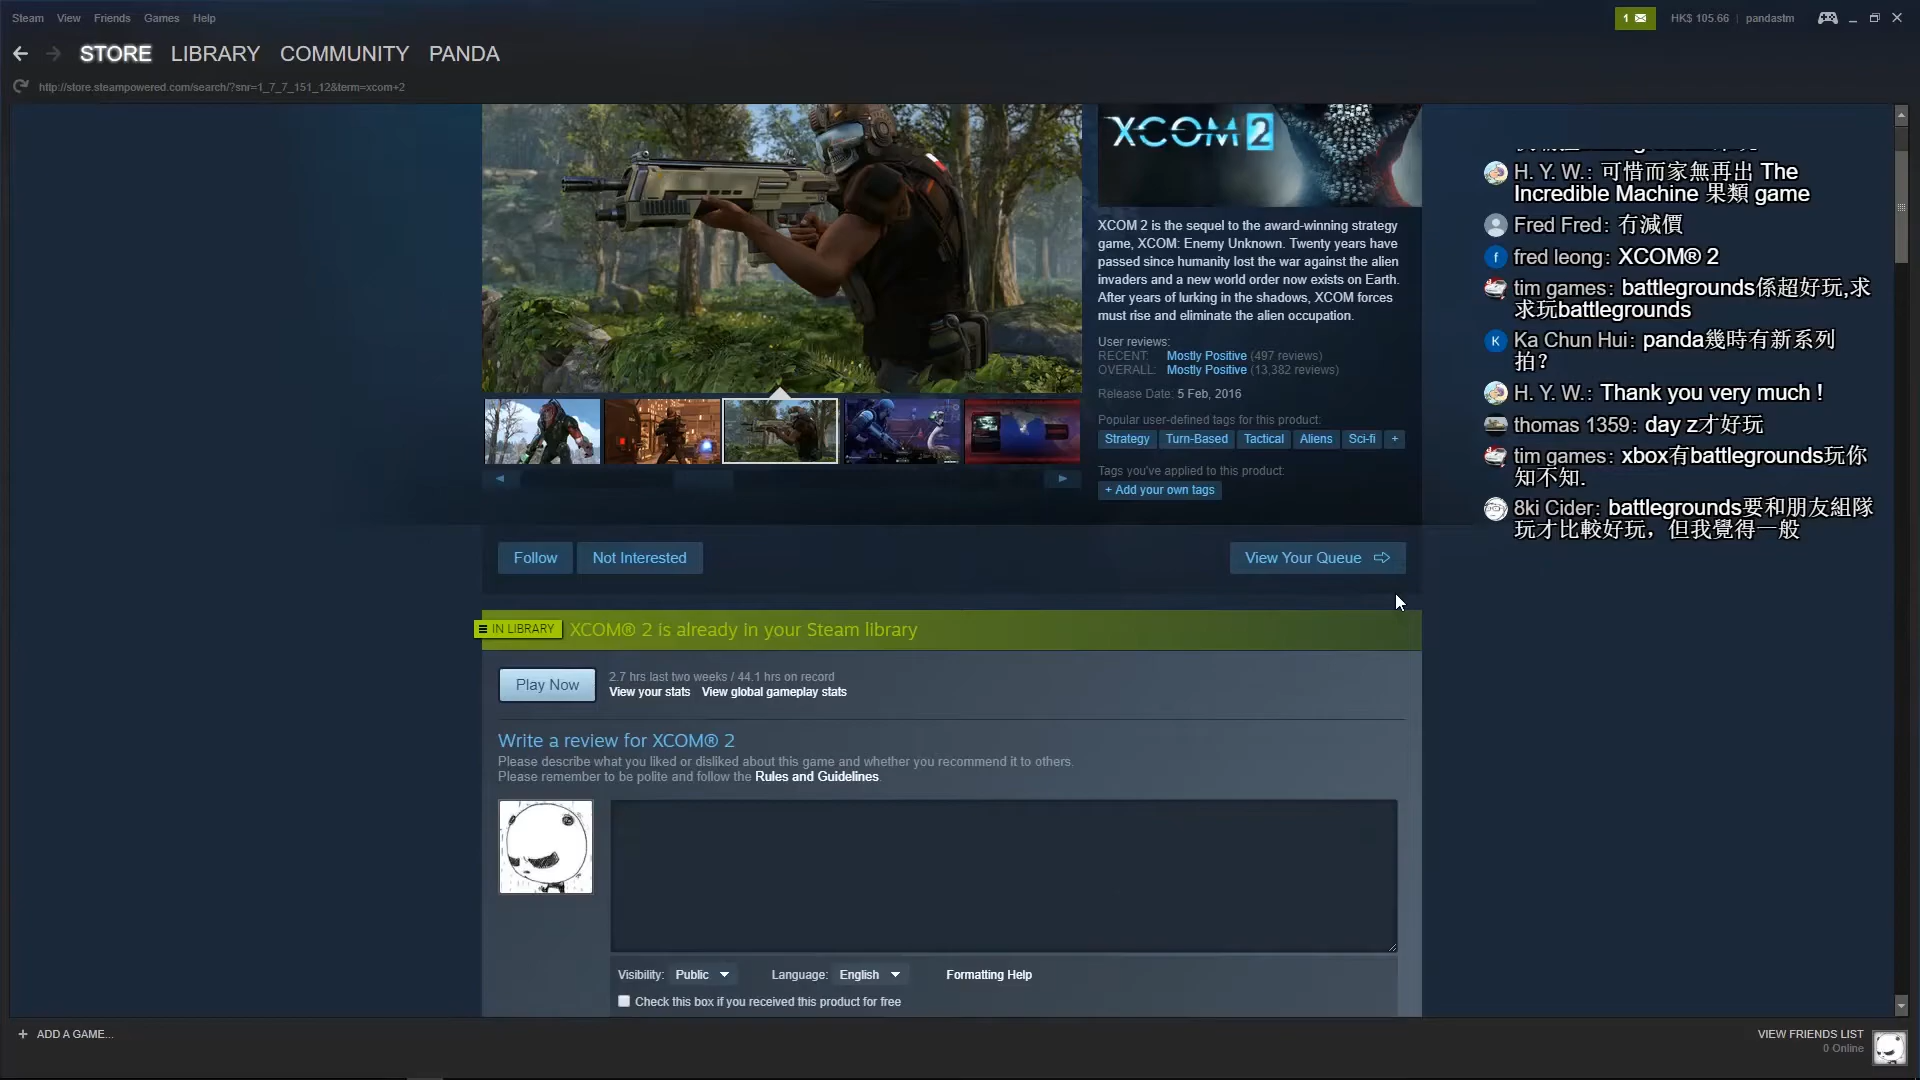 Steam View Friends Games Help
1
HK$ 105.66 | pandastm
STORE LIBRARY COMMUNITY PANDA
http://store.steampowered.com/search/?snr=1_7_7_151_12&term=xcom+2
XCOM 2
XCOM 2 is the sequel to the award-winning strategy
game, XCOM: Enemy Unknown. Twenty years have
passed since humanity lost the war against the alien
invaders and a new world order now exists on Earth.
After years of lurking in the shadows, XCOM forces
must rise and eliminate the alien occupation.
User reviews:
RECENT: Mostly Positive (497 reviews)
OVERALL: Mostly Positive (13,382 reviews)
Release Date: 5 Feb, 2016
Popular user-defined tags for this product:
Strategy Turn-Based Tactical Aliens Sci-fi +
Tags you've applied to this product:
+ Add your own tags
Follow Not Interested
View Your Queue
IN LIBRARY XCOM® 2 is already in your Steam library
Play Now
2.7 hrs last two weeks / 44.1 hrs on record
View your stats View global gameplay stats
Write a review for XCOM® 2
Please describe what you liked or disliked about this game and whether you recommend it to others.
Please remember to be polite and follow the Rules and Guidelines.
Visibility: Public Language: English Formatting Help
Check this box if you received this product for free
H. Y. W.: 可惜而家無再出 The
Incredible Machine 果類 game
Fred Fred: 冇減價
f fred leong: XCOM® 2
tim games: battlegrounds係超好玩,求
求玩battlegrounds
K Ka Chun Hui: panda幾時有新系列
拍?
H. Y. W.: Thank you very much !
thomas 1359: day z才好玩
tim games: xbox有battlegrounds玩你
知不知.
8ki Cider: battlegrounds要和朋友組隊
玩才比較好玩，但我覺得一般
+ ADD A GAME...
VIEW FRIENDS LIST
0 Online